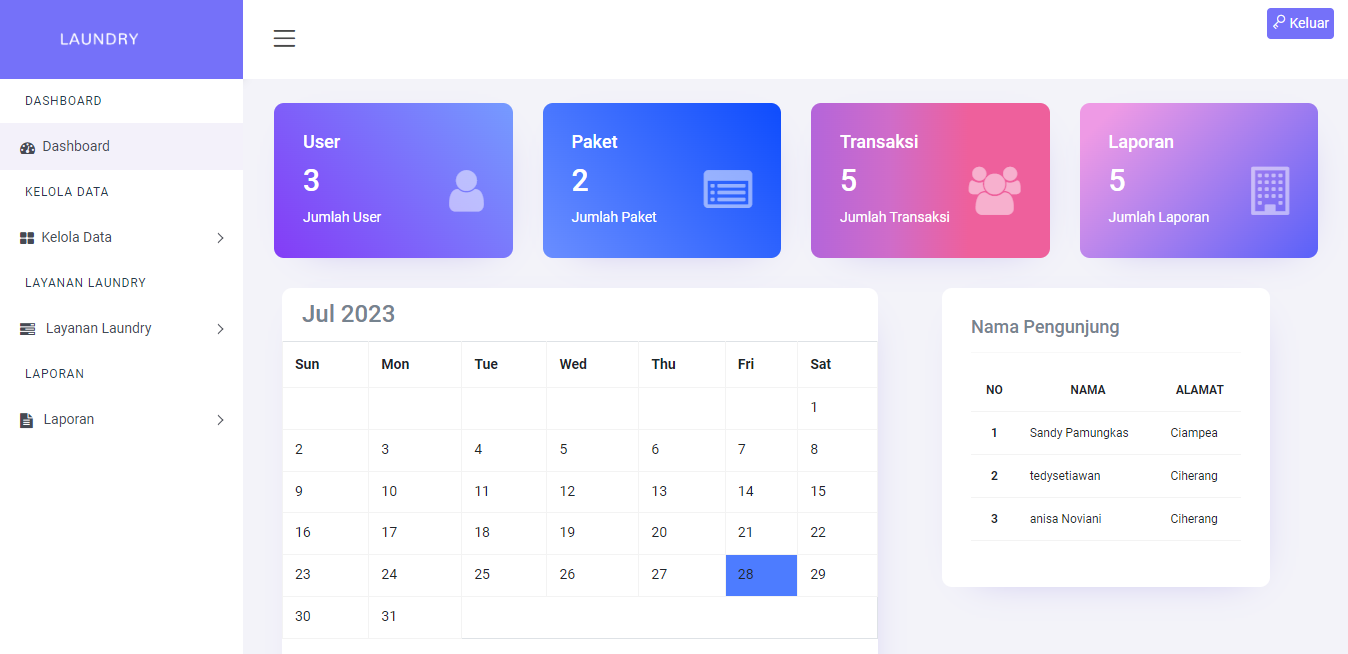 LAUNDRY
Keluar
DASHBOARD
Dashboard
KELOLA DATA
Kelola Data
LAYANAN LAUNDRY
Layanan Laundry
LAPORAN
Laporan
User
3
Jumlah User
Paket
2
Jumlah Paket
Transaksi
5
Jumlah Transaksi
Laporan
5
Jumlah Laporan
Jul 2023
Sun Mon Tue Wed Thu Fri Sat
1
2 3 4 5 6 7 8
9 10 11 12 13 14 15
16 17 18 19 20 21 22
23 24 25 26 27 28 29
30 31
Nama Pengunjung
NO NAMA ALAMAT
1 Sandy Pamungkas Ciampea
2 tedysetiawan Ciherang
3 anisa Noviani Ciherang